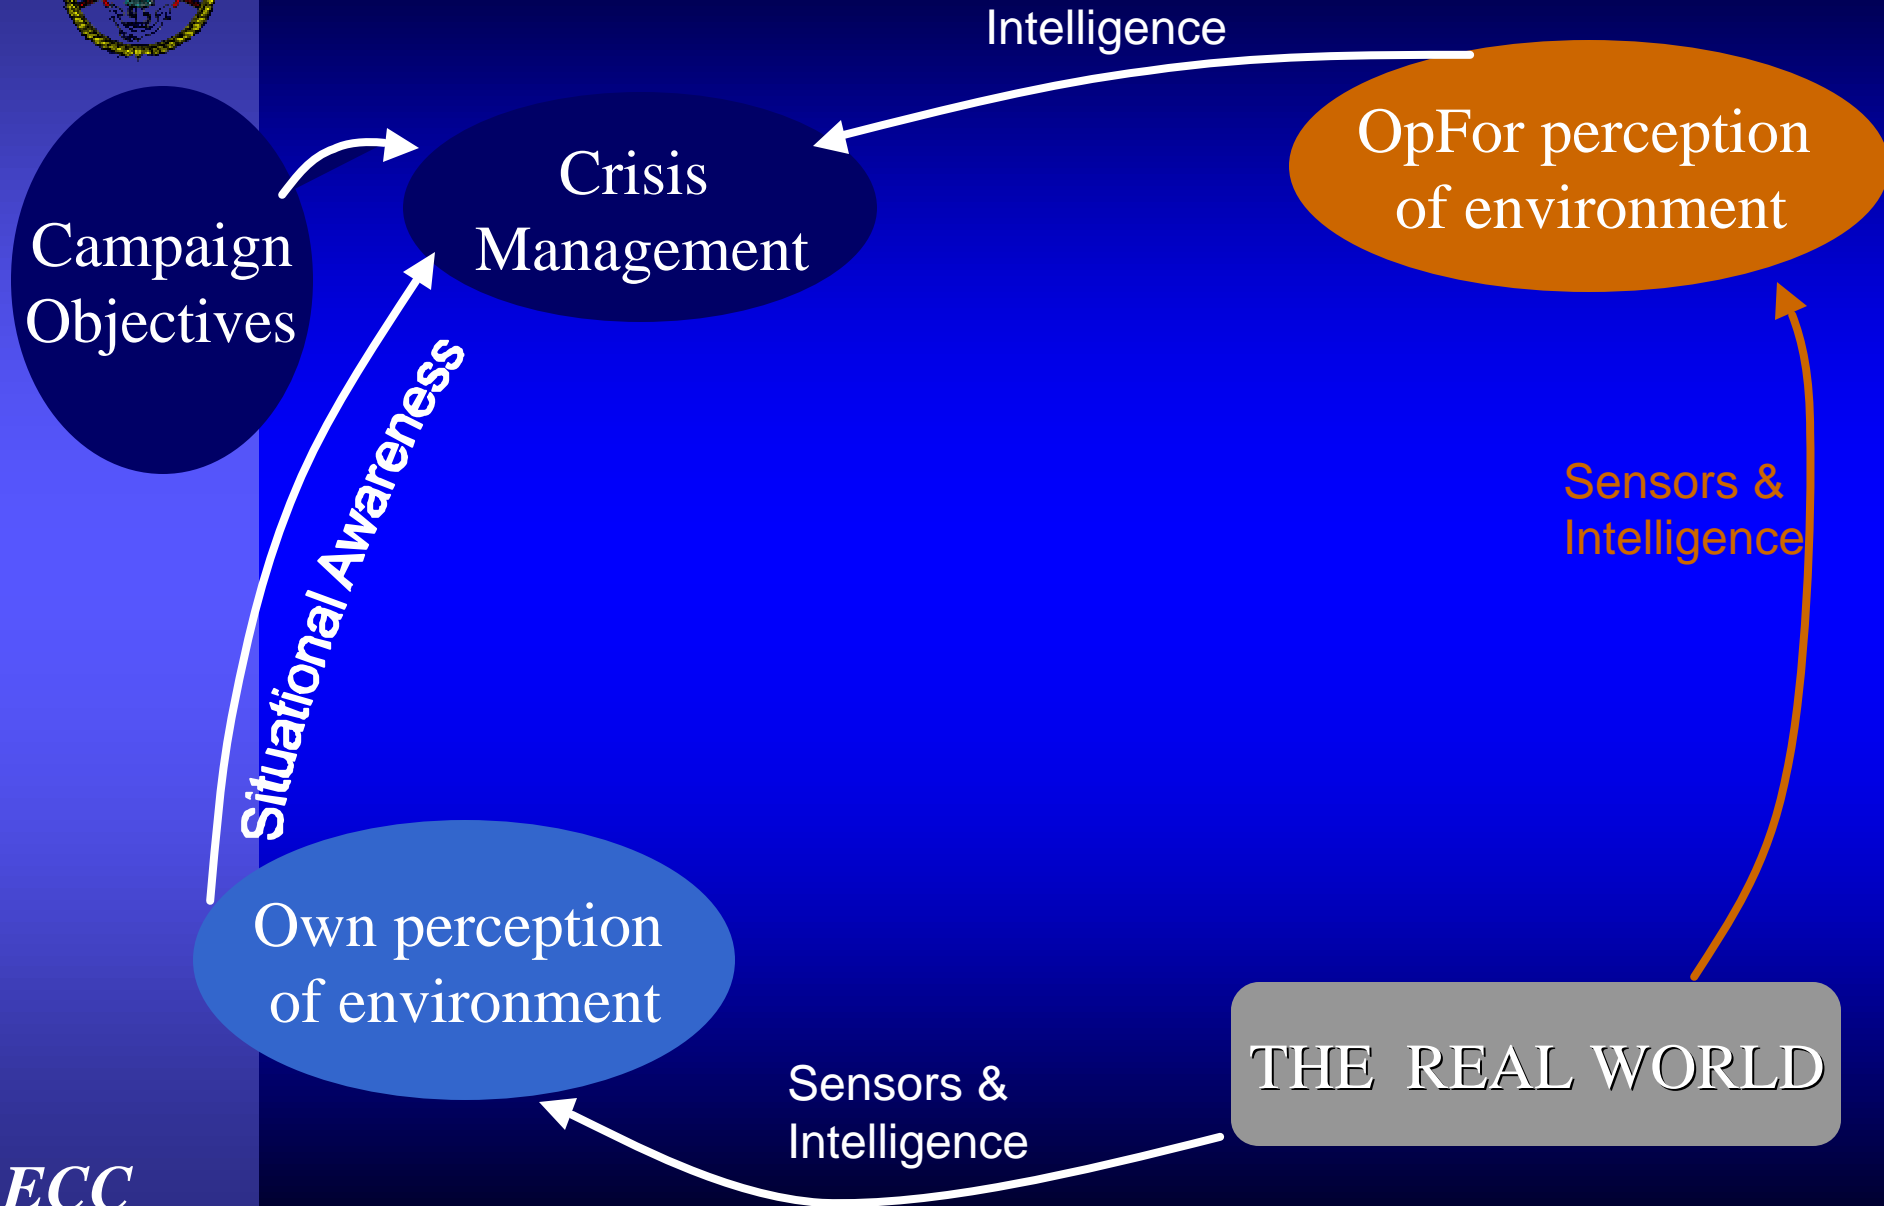 Intelligence
OpFor perception
of environment
Crisis
Management
Campaign
Objectives
Situational Awareness
Sensors &
Intelligence
Own perception
of environment
THE REAL WORLD
Sensors &
Intelligence
ECC